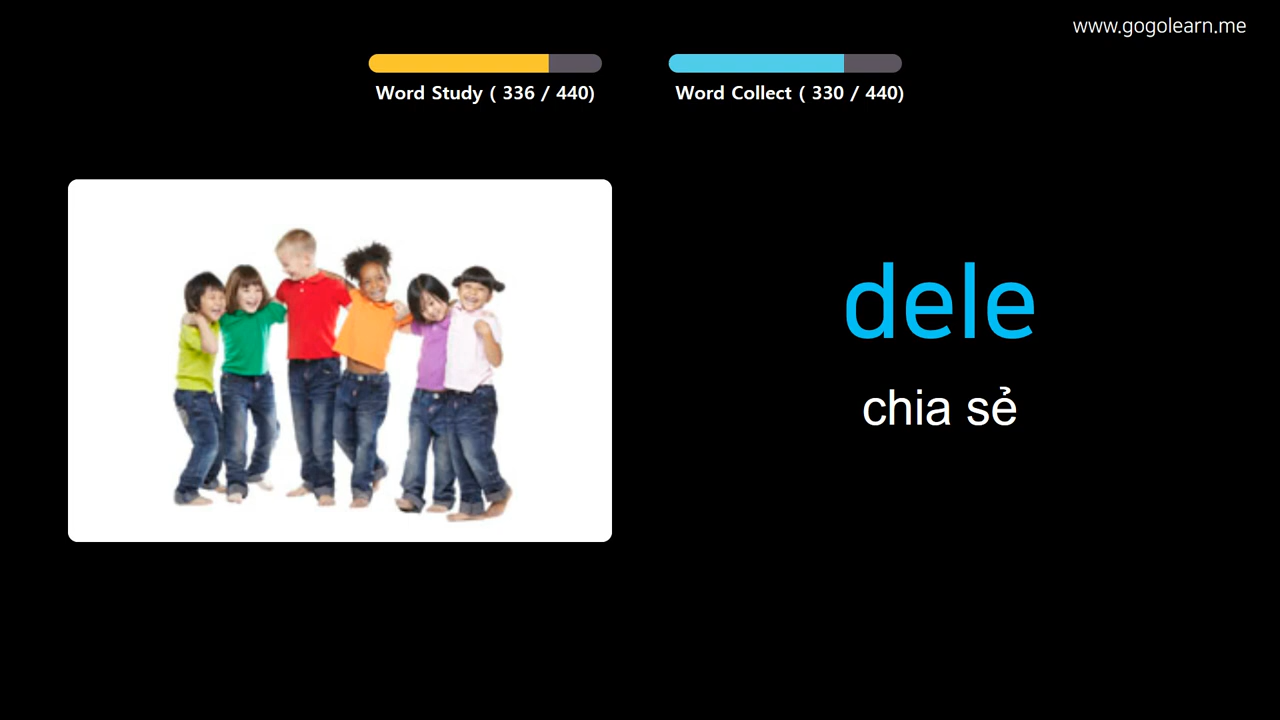 www.gogolearn.me
Word Study ( 336 / 440)
Word Collect ( 330 / 440)
dele
chia sẻ